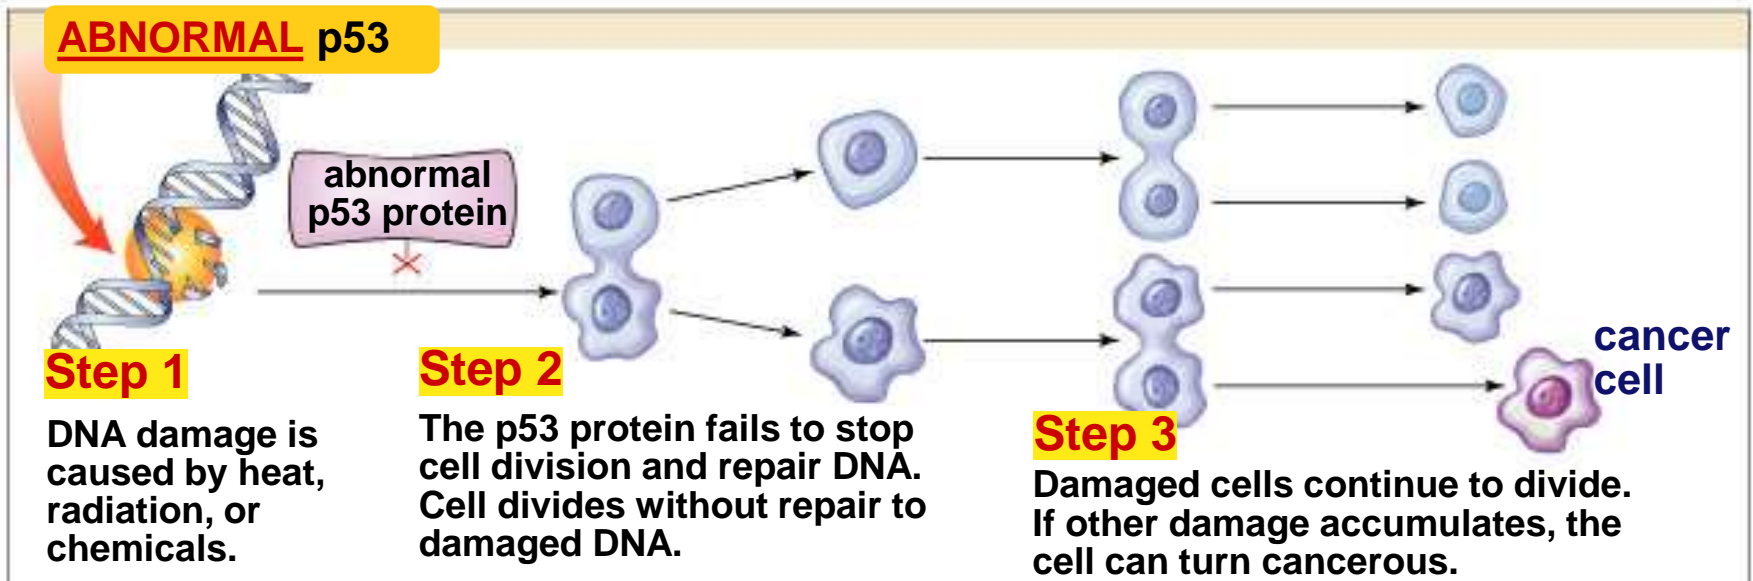 ABNORMAL p53
abnormal
p53 protein
cancer
cell
Step 1
DNA damage is
caused by heat,
radiation, or
chemicals.
Step 2
The p53 protein fails to stop
cell division and repair DNA.
Cell divides without repair to
damaged DNA.
Step 3
Damaged cells continue to divide.
If other damage accumulates, the
cell can turn cancerous.